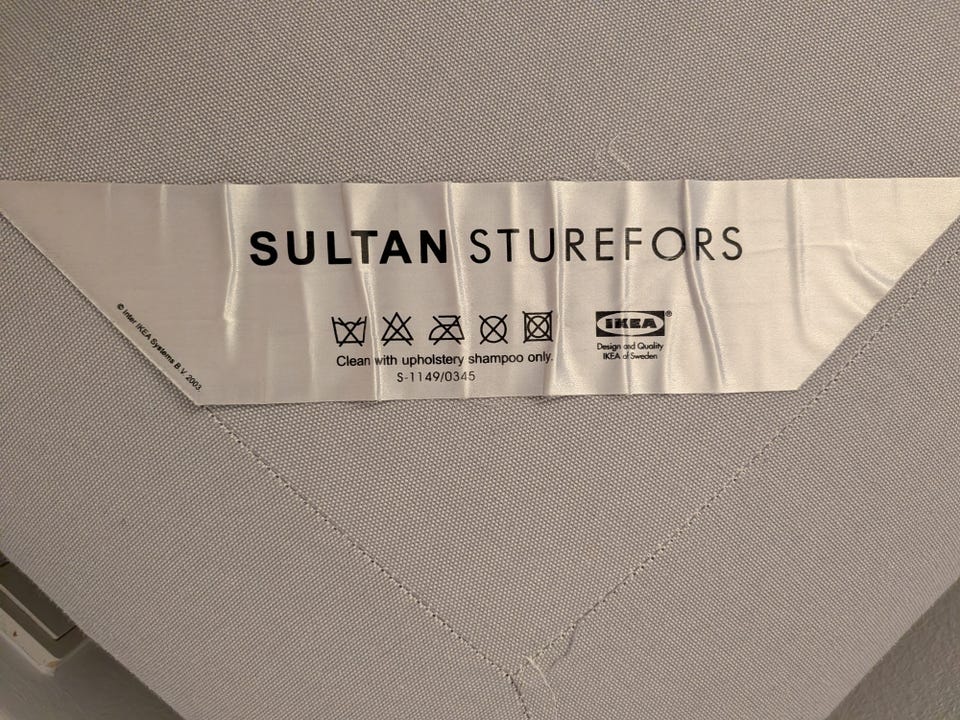 SULTAN STUREFORS
© Inter IKEA Systems B.V. 2003.
Clean with upholstery shampoo only.
S-1149/0345
IKEA®
Design and Quality
IKEA of Sweden